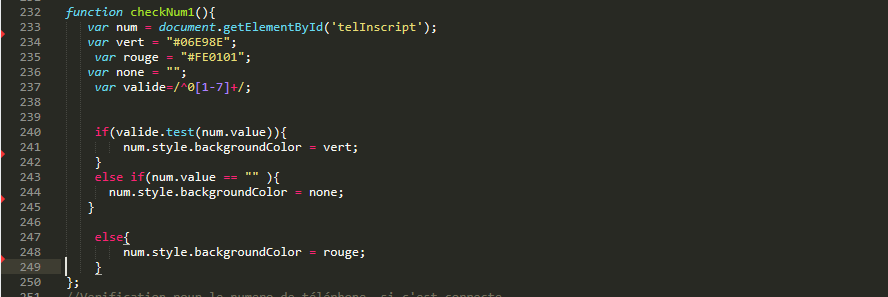 232 function checkNum1(){
233 var num = document.getElementById('telInscript');
234 var vert = "#06E98E";
235 var rouge = "#FE0101";
236 var none = "";
237 var valide=/^0[1-7]+/;
238
239
240 if(valide.test(num.value)){
241 num.style.backgroundColor = vert;
242 }
243 else if(num.value == "" ){
244 num.style.backgroundColor = none;
245 }
246
247 else{
248 num.style.backgroundColor = rouge;
249 }
250 };